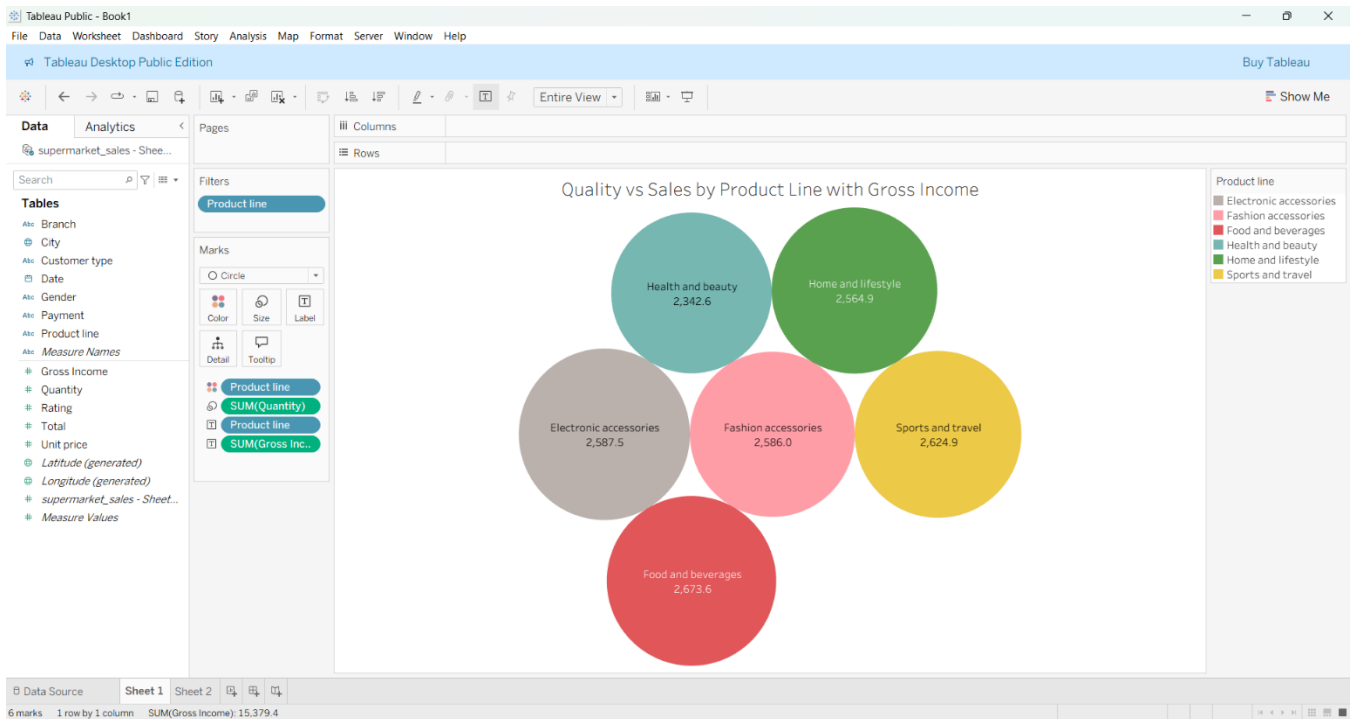 Tableau Public - Book1
File Data Worksheet Dashboard Story Analysis Map Format Server Window Help
Tableau Desktop Public Edition
Buy Tableau
Entire View
Show Me
Data
Analytics
supermarket_sales - Shee...
Search
Tables
Abc Branch
City
Abc Customer type
Date
Abc Gender
Abc Payment
Abc Product line
Abc Measure Names
# Gross Income
# Quantity
# Rating
# Total
# Unit price
Latitude (generated)
Longitude (generated)
# supermarket_sales - Sheet...
# Measure Values
Pages
Filters
Product line
Marks
Circle
Color
Size
Label
Detail
Tooltip
Product line
SUM(Quantity)
Product line
SUM(Gross Inc..
iii Columns
Rows
Quality vs Sales by Product Line with Gross Income
Health and beauty
2,342.6
Home and lifestyle
2,564.9
Electronic accessories
2,587.5
Fashion accessories
2,586.0
Sports and travel
2,624.9
Food and beverages
2,673.6
Product line
Electronic accessories
Fashion accessories
Food and beverages
Health and beauty
Home and lifestyle
Sports and travel
Data Source
Sheet 1
Sheet 2
6 marks 1 row by 1 column SUM(Gross Income): 15,379.4